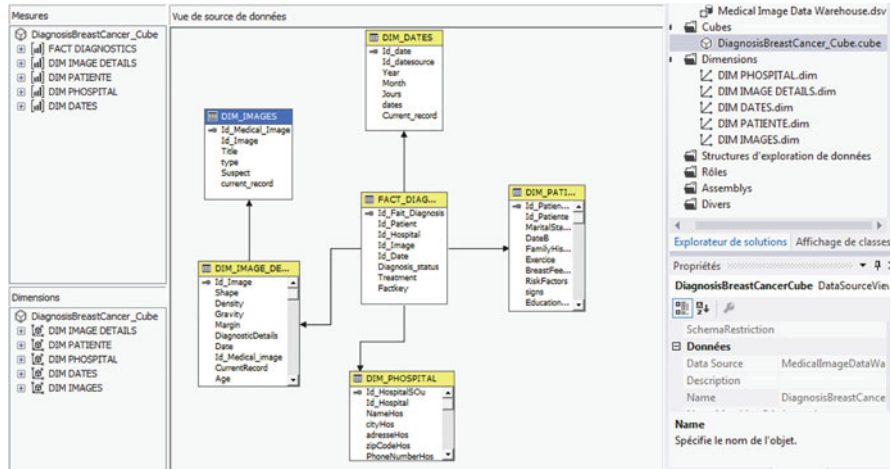 Mesures
DiagnosisBreastCancer_Cube
FACT DIAGNOSTICS
DIM IMAGE DETAILS
DIM PATIENTE
DIM PHOSPITAL
DIM DATES
Dimensions
DiagnosisBreastCancer_Cube
DIM IMAGE DETAILS
DIM PATIENTE
DIM PHOSPITAL
DIM DATES
DIM IMAGES
Vue de source de données
DIM_DATES
Id_date
Id_datesource
Year
Month
Jours
dates
Current_record
DIM_IMAGES
Id_Medical_Image
Id_Image
Title
type
Suspect
current_record
FACT_DIAG...
Id_Fait_Diagnosis
Id_Patient
Id_Hospital
Id_Image
Id_Date
Diagnosis_status
Treatment
Factkey
DIM_PATI...
Id_Patien...
Id_Patiente
MaritalSta...
DateB
FamilyHis...
Exercice
BreastFee...
RiskFactors
signs
Education...
DIM_IMAGE_DE...
Id_Image
Shape
Density
Gravity
Margin
DiagnosticDetails
Date
Id_Medical_image
CurrentRecord
Age
DIM_PHOSPITAL
Id_HospitalSOu
Id_Hospital
NameHos
cityHos
adresseHos
zipCodeHos
PhoneNumberHos
Medical Image Data Warehouse.dsv
Cubes
DiagnosisBreastCancer_Cube.cube
Dimensions
DIM PHOSPITAL.dim
DIM IMAGE DETAILS.dim
DIM DATES.dim
DIM PATIENTE.dim
DIM IMAGES.dim
Structures d'exploration de données
Rôles
Assemblys
Divers
Explorateur de solutions Affichage de classes
Propriétés
DiagnosisBreastCancerCube DataSourceView
SchemaRestriction
Données
Data Source MedicalImageDataWa
Description
Name DiagnosisBreastCance
Name
Spécifie le nom de l'objet.